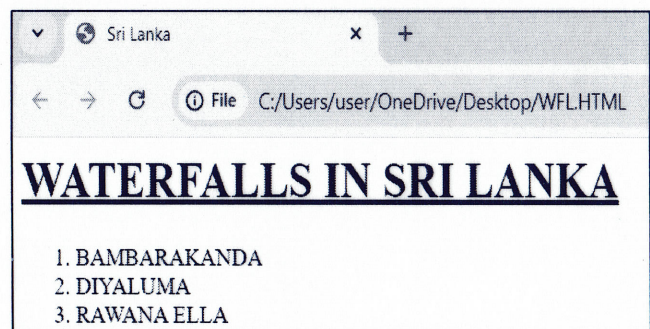 Sri Lanka
File C:/Users/user/OneDrive/Desktop/WFL.HTML
WATERFALLS IN SRI LANKA
1. BAMBARAKANDA
2. DIYALUMA
3. RAWANA ELLA